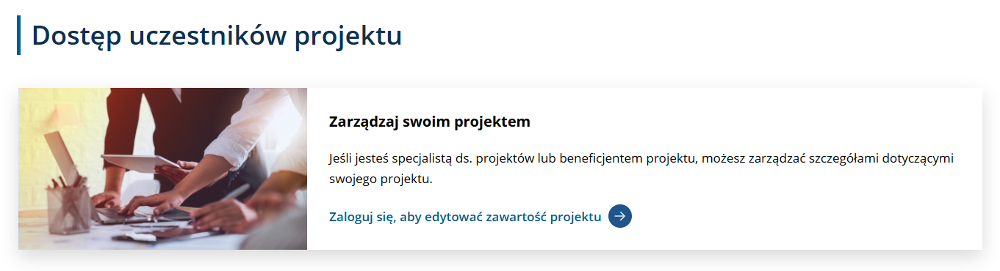 Dostęp uczestników projektu
Zarządzaj swoim projektem
Jeśli jesteś specjalistą ds. projektów lub beneficjentem projektu, możesz zarządzać szczegółami dotyczącymi
swojego projektu.
Zaloguj się, aby edytować zawartość projektu